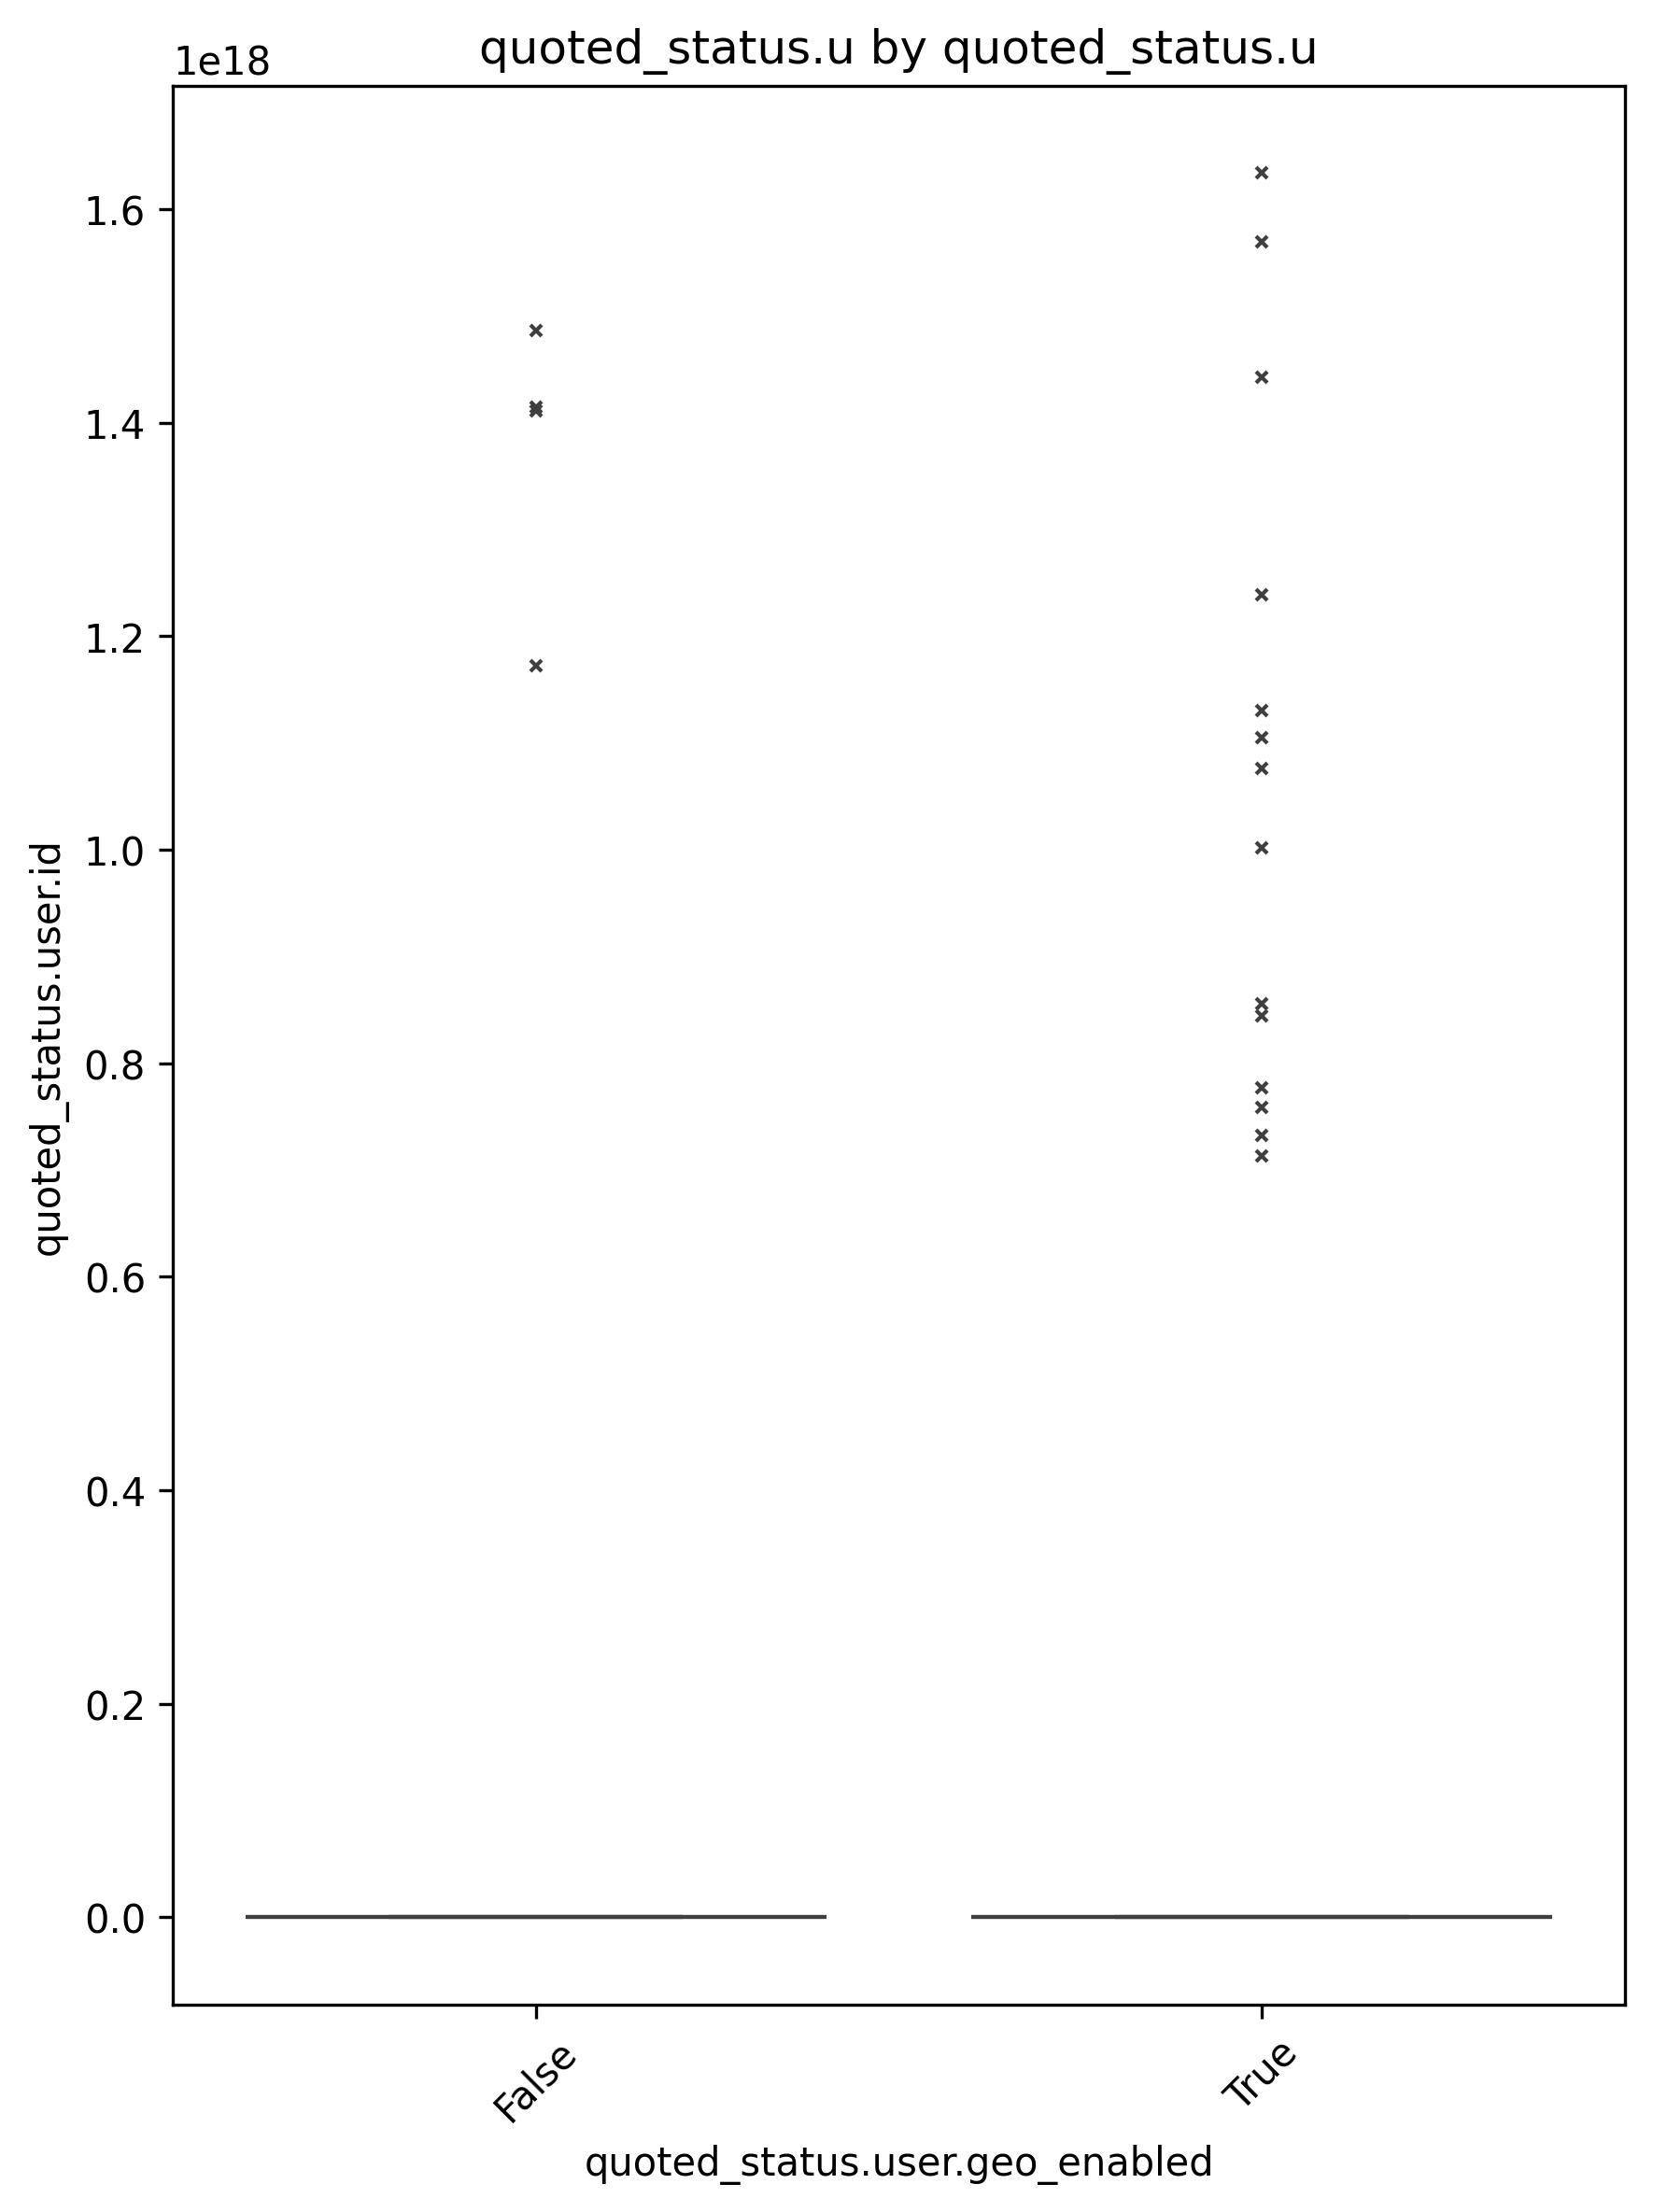 quoted_status.u by quoted_status.u
1e18
1.6
1.4
1.2
1.0
0.8
0.6
0.4
0.2
0.0
quoted_status.user.id
False
True
quoted_status.user.geo_enabled